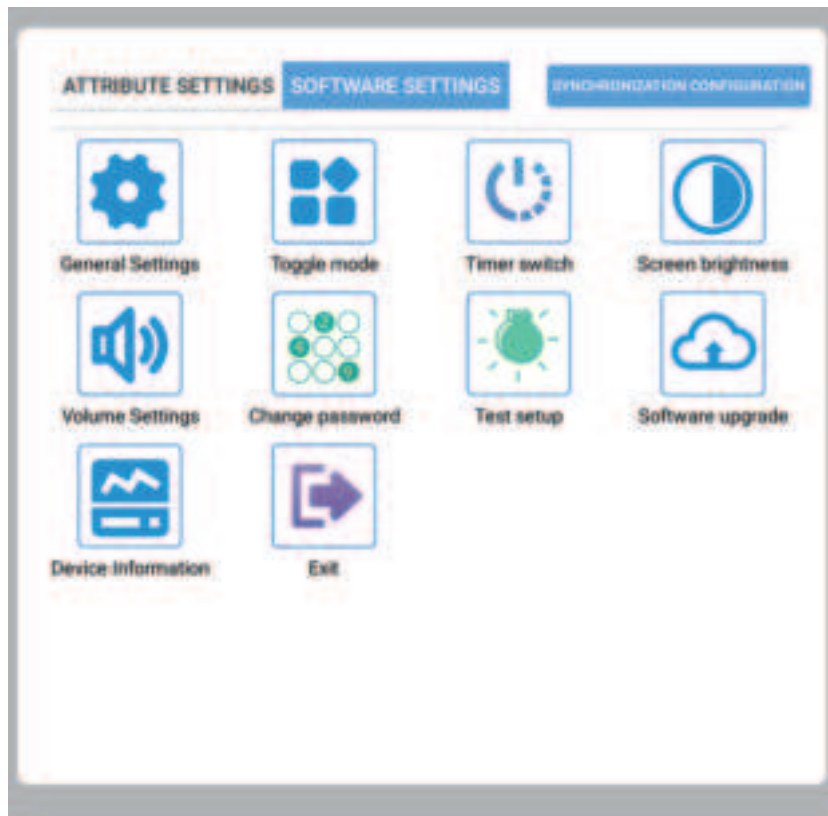 ATTRIBUTE SETTINGS SOFTWARE SETTINGS SYNCHRONIZATION CONFIGURATION
General Settings Toggle mode Timer switch Screen brightness
Volume Settings Change password Test setup Software upgrade
Device Information Exit